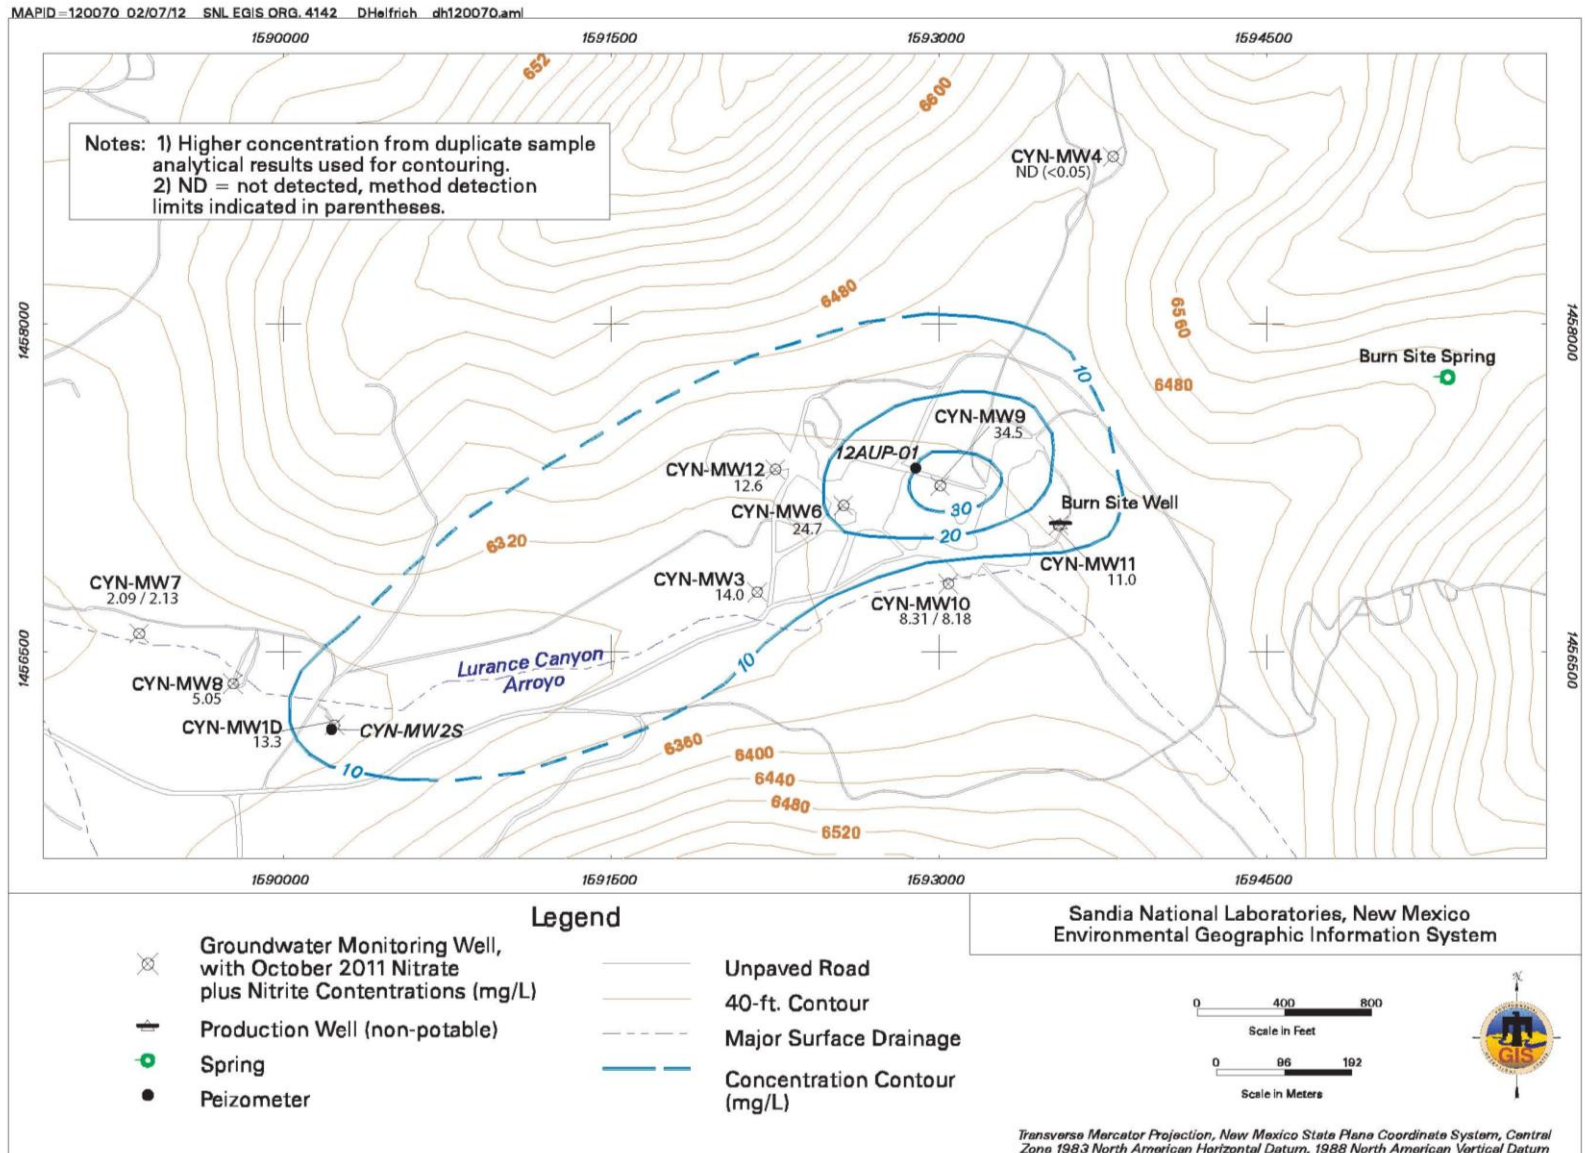 MAPID=120070 02/07/12 SNL EGIS ORG. 4142 DHelfrich dh120070.aml
1590000 1591500 1593000 1594500
652
6600
Notes: 1) Higher concentration from duplicate sample
analytical results used for contouring.
2) ND = not detected, method detection
limits indicated in parentheses.
CYN-MW4
ND (<0.05)
6480
6560
1458000
1458000
Burn Site Spring
10
6480
CYN-MW9
34.5
12AUP-01
CYN-MW12
12.6
CYN-MW6
24.7
30
Burn Site Well
20
6320
CYN-MW11
11.0
CYN-MW7
2.09 / 2.13
CYN-MW3
14.0
CYN-MW10
8.31 / 8.18
1456500
1456500
Lurance Canyon
Arroyo
10
CYN-MW8
5.05
CYN-MW1D
13.3
CYN-MW2S
10
6360
6400
6440
6480
6520
1590000 1591500 1593000 1594500
Legend
Groundwater Monitoring Well,
with October 2011 Nitrate
plus Nitrite Contentrations (mg/L)
Production Well (non-potable)
Spring
Peizometer
Unpaved Road
40-ft. Contour
Major Surface Drainage
Concentration Contour
(mg/L)
Sandia National Laboratories, New Mexico
Environmental Geographic Information System
0 400 800
Scale in Feet
0 96 192
Scale in Meters
N
GIS
Transverse Mercator Projection, New Mexico State Plane Coordinate System, Central
Zone 1983 North American Horizontal Datum, 1988 North American Vertical Datum